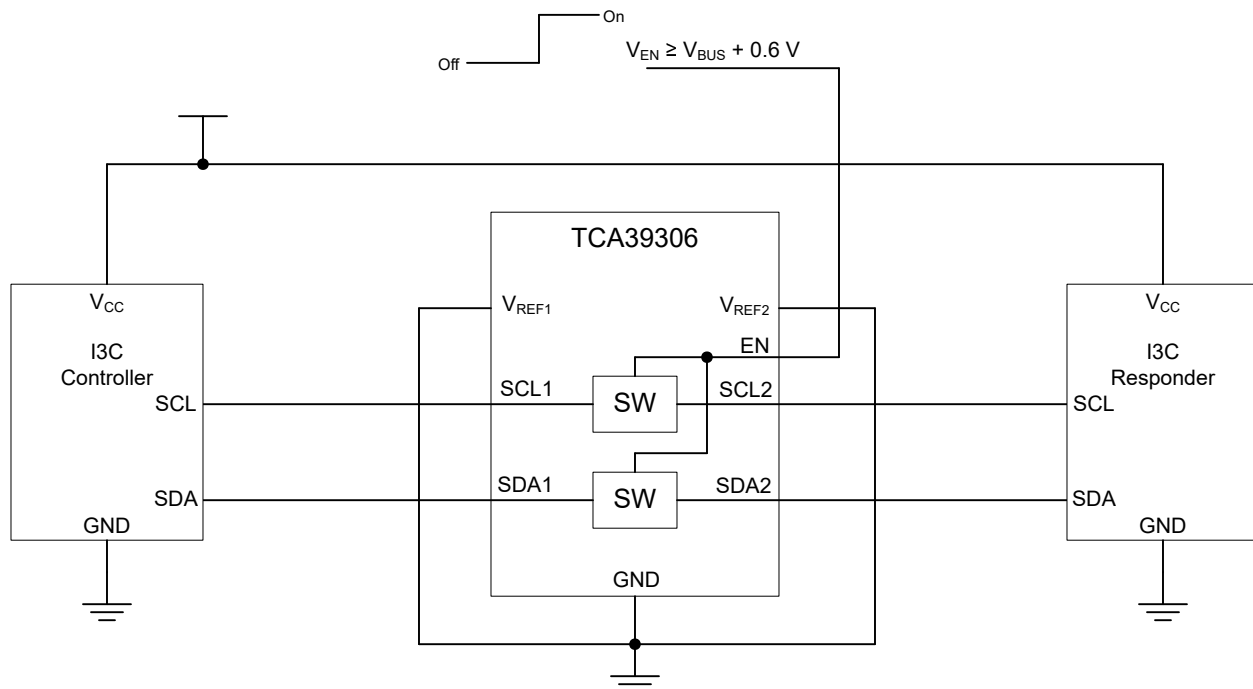 On
Off
V_EN ≥ V_BUS + 0.6 V
TCA39306
V_REF1
V_REF2
EN
V_CC
I3C
Controller
SCL
SDA
GND
SCL1
SW
SCL2
SDA1
SW
SDA2
GND
V_CC
I3C
Responder
SCL
SDA
GND